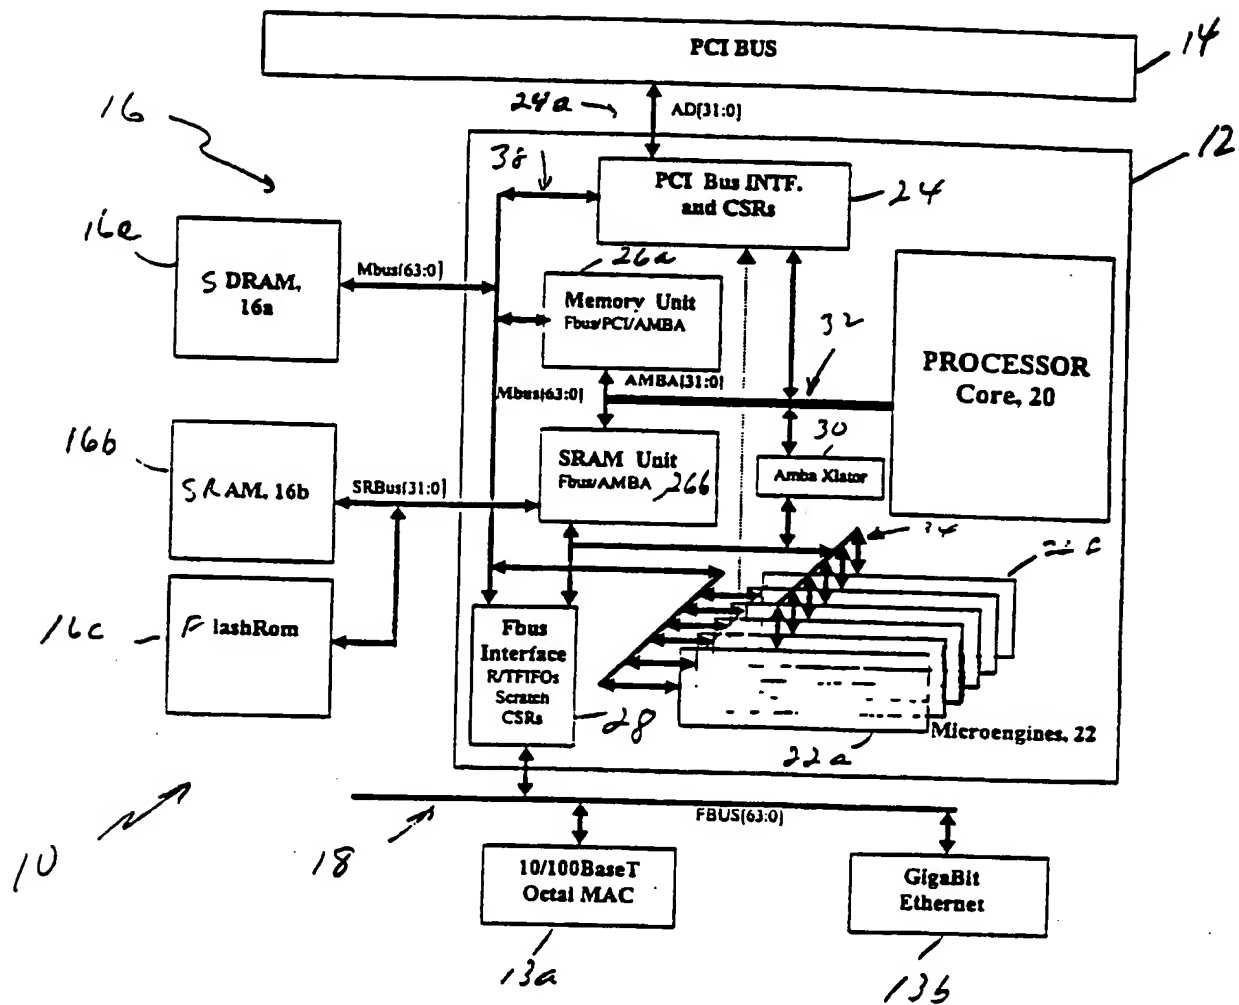 PCI BUS
14
24a
AD[31:0]
16
12
38
PCI Bus INTF.
and CSRs
24
16a
S DRAM,
16a
Mbus[63:0]
26a
Memory Unit
Fbus/PCI/AMBA
32
PROCESSOR
Core, 20
Mbus[63:0]
AMBA[31:0]
16b
SRAM, 16b
SRBus[31:0]
SRAM Unit
Fbus/AMBA
26b
30
Amba Xlator
34
16c
F lashRom
Fbus
Interface
R/TFIFOs
Scratch
CSRs
28
Microengines, 22
22a
10
18
FBUS[63:0]
10/100BaseT
Octal MAC
GigaBit
Ethernet
13a
13b